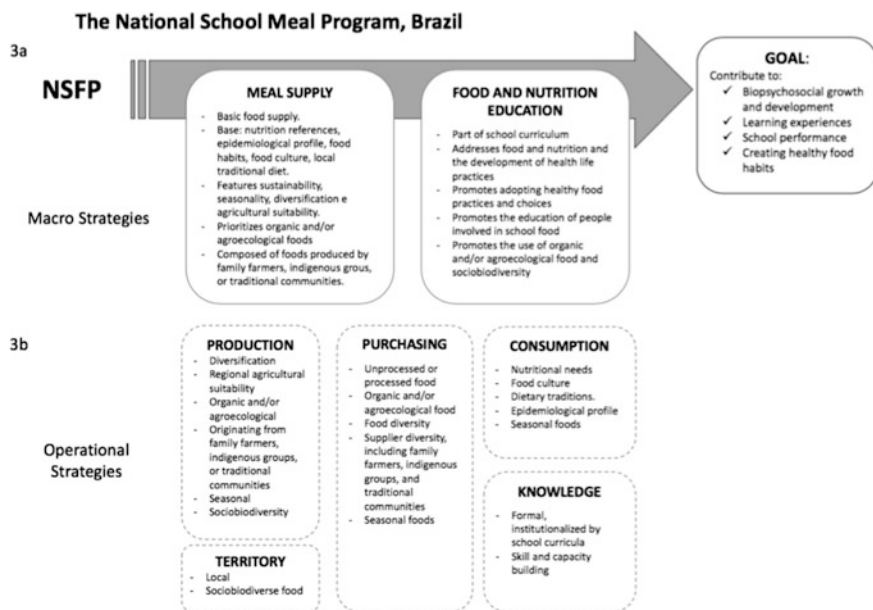 The National School Meal Program, Brazil
3a
NSFP
Macro Strategies
MEAL SUPPLY
- Basic food supply.
- Base: nutrition references,
epidemiological profile, food
habits, food culture, local
traditional diet.
- Features sustainability,
seasonality, diversification e
agricultural suitability.
- Prioritizes organic and/or
agroecological foods
- Composed of foods produced by
family farmers, indigenous grous,
or traditional communities.
FOOD AND NUTRITION
EDUCATION
- Part of school curriculum
- Addresses food and nutrition and
the development of health life
practices
- Promotes adopting healthy food
practices and choices
- Promotes the education of people
involved in school food
- Promotes the use of organic
and/or agroecological food and
sociobiodiversity
GOAL:
Contribute to:
✓ Biopsychosocial growth
and development
✓ Learning experiences
✓ School performance
✓ Creating healthy food
habits
3b
Operational
Strategies
PRODUCTION
- Diversification
- Regional agricultural
suitability
- Organic and/or
agroecological
- Originating from
family farmers,
indigenous groups,
or traditional
communities
- Seasonal
- Sociobiodiversity
TERRITORY
- Local
- Sociobiodiverse food
PURCHASING
- Unprocessed or
processed food
- Organic and/or
agroecological food
- Food diversity
- Supplier diversity,
including family
farmers, indigenous
groups, and
traditional
communities
- Seasonal foods
CONSUMPTION
- Nutritional needs
- Food culture
- Dietary traditions.
- Epidemiological profile
- Seasonal foods
KNOWLEDGE
- Formal,
institutionalized by
school curricula
- Skill and capacity
building